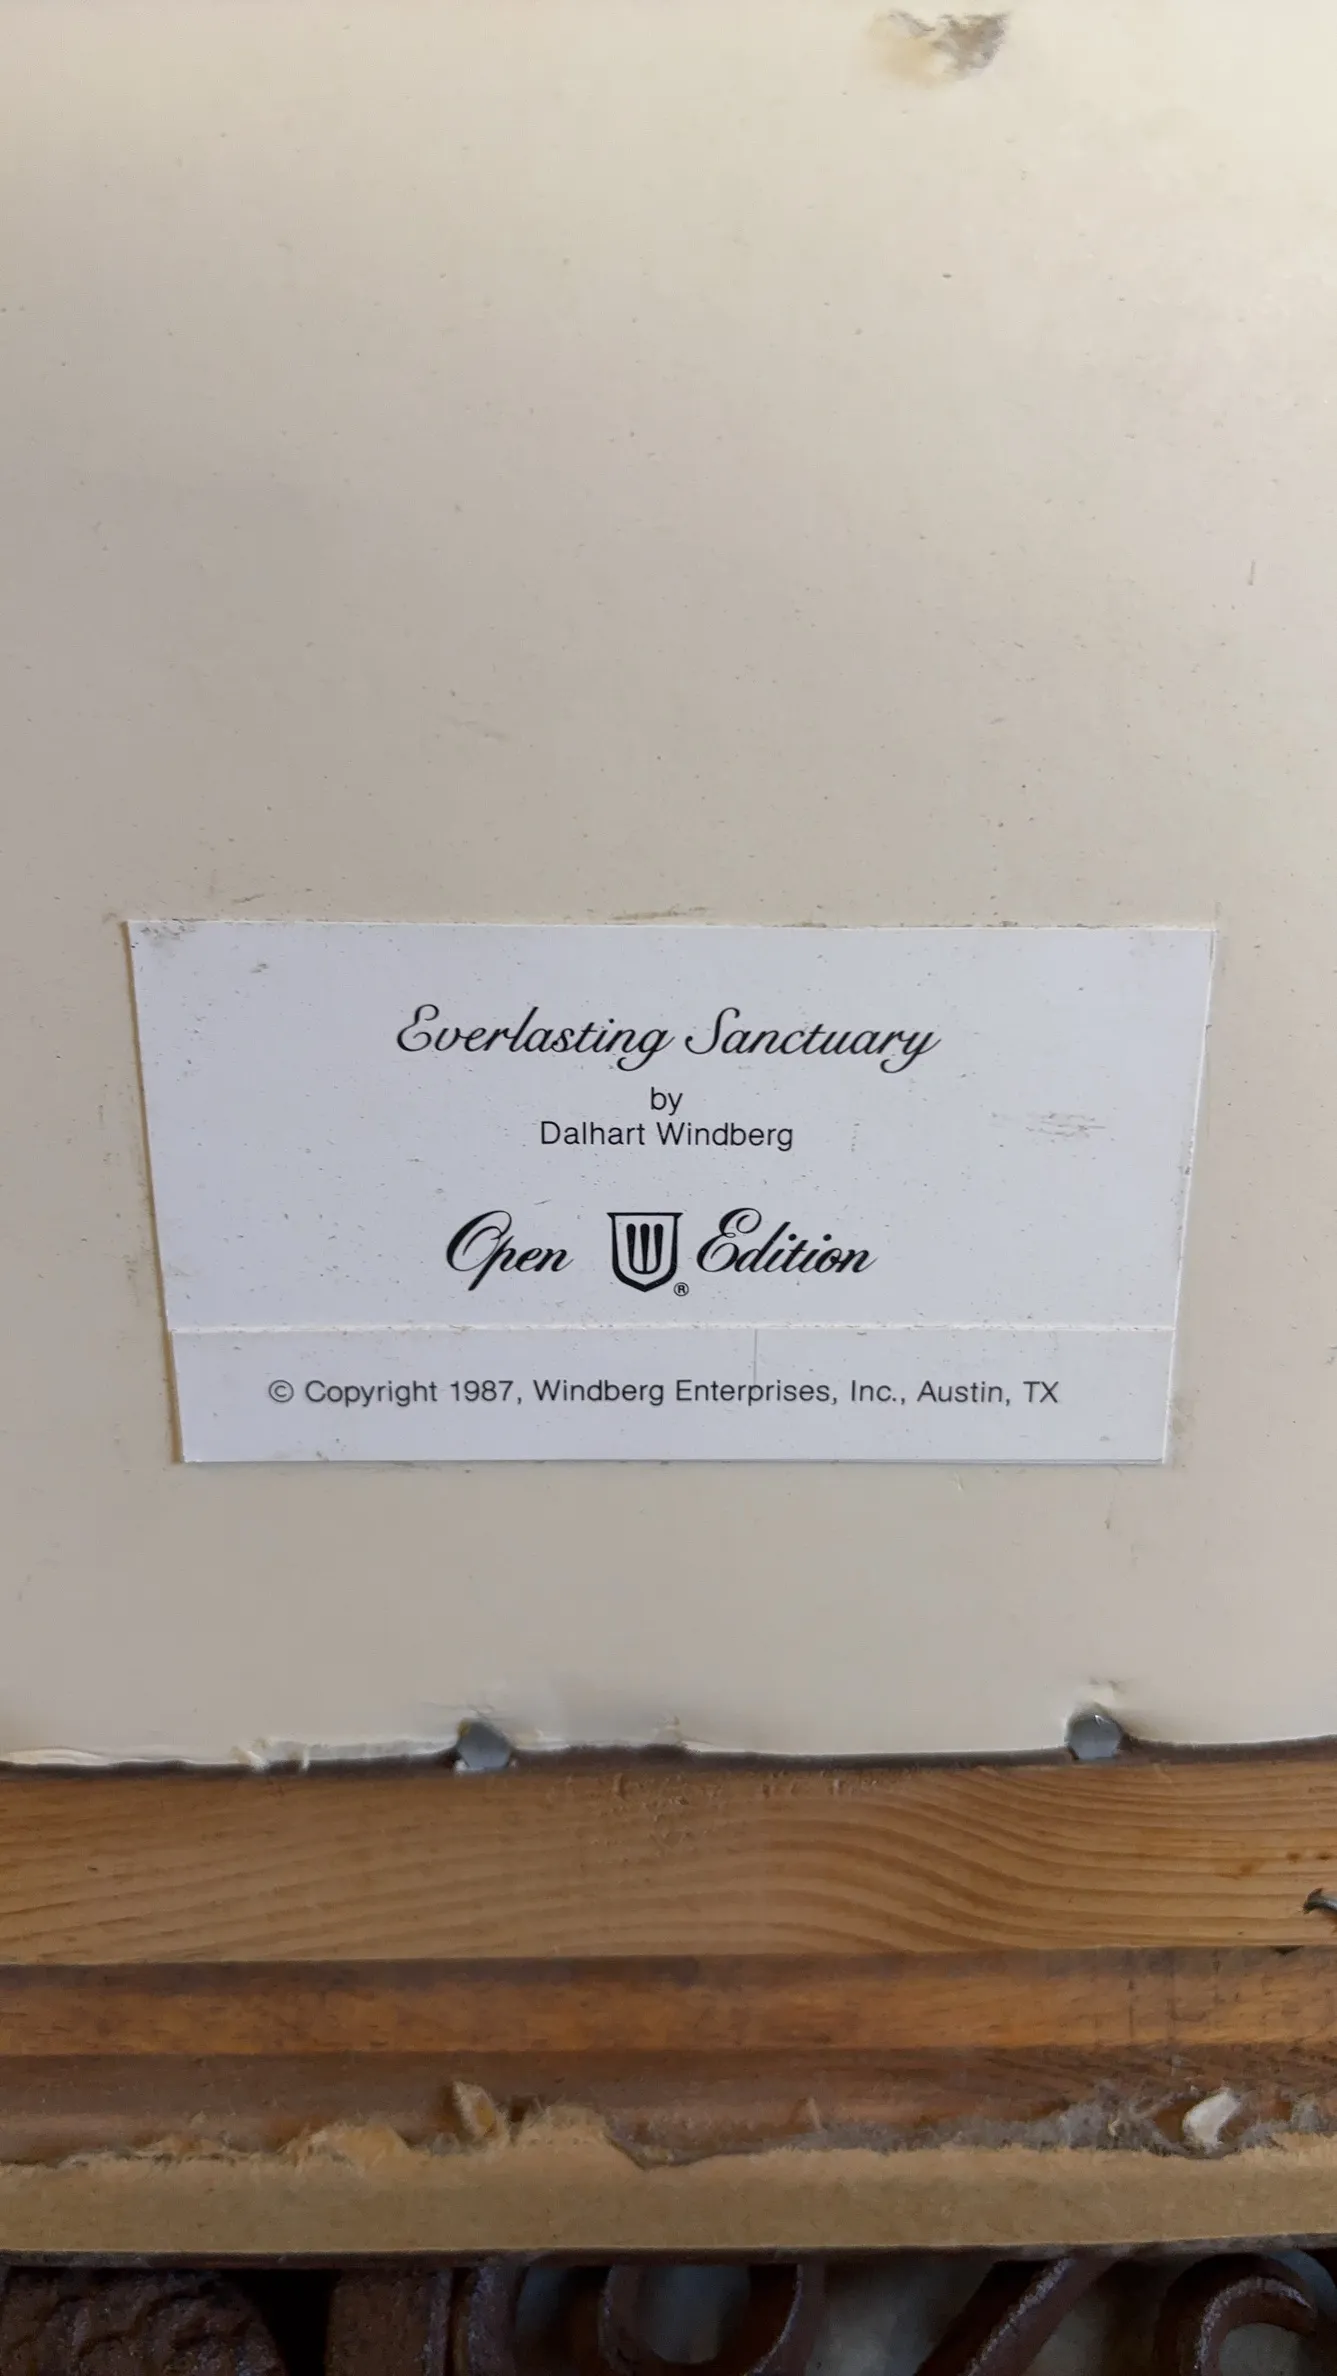 Everlasting Sanctuary
by
Dalhart Windberg
Open W® Edition
© Copyright 1987, Windberg Enterprises, Inc., Austin, TX